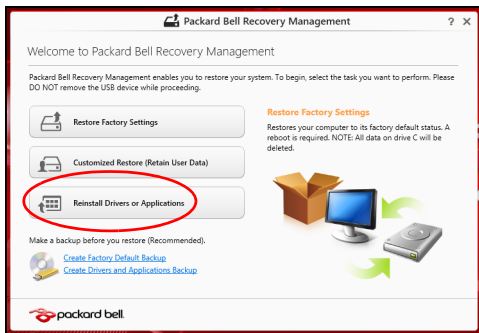 Packard Bell Recovery Management
? X
Welcome to Packard Bell Recovery Management
Packard Bell Recovery Management enables you to restore your system. To begin, select the task you want to perform. Please
DO NOT remove the USB device while proceeding.
Restore Factory Settings
Customized Restore (Retain User Data)
Reinstall Drivers or Applications
Restore Factory Settings
Restores your computer to its factory default status. A
reboot is required. NOTE: All data on drive C will be
deleted.
Make a backup before you restore (Recommended).
Create Factory Default Backup
Create Drivers and Applications Backup
packard bell